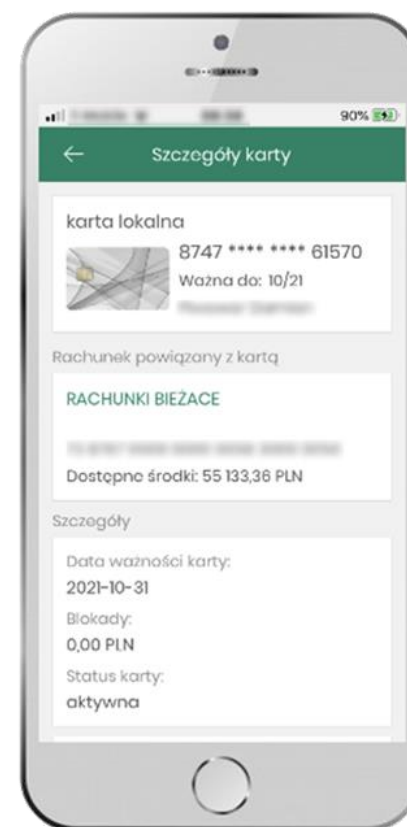 90%
Szczegóły karty
karta lokalna
8747 **** **** 61570
Ważna do: 10/21
Rachunek powiązany z kartą
RACHUNKI BIEŻACE
Dostępne środki: 55 133,36 PLN
Szczegóły
Data ważności karty:
2021-10-31
Blokady:
0,00 PLN
Status karty:
aktywna